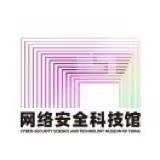 网络安全科技馆
CYBER-SECURITY SCIENCE AND TECHNOLOGY MUSEUM OF CHINA